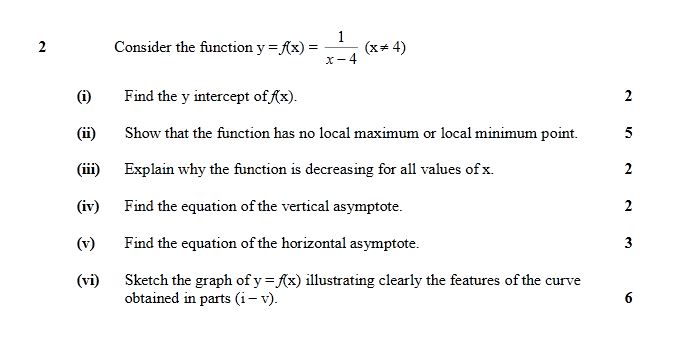 2 Consider the function y = f(x) = 1/(x − 4) (x ≠ 4)
(i) Find the y intercept of f(x). 2
(ii) Show that the function has no local maximum or local minimum point. 5
(iii) Explain why the function is decreasing for all values of x. 2
(iv) Find the equation of the vertical asymptote. 2
(v) Find the equation of the horizontal asymptote. 3
(vi) Sketch the graph of y = f(x) illustrating clearly the features of the curve
obtained in parts (i – v). 6